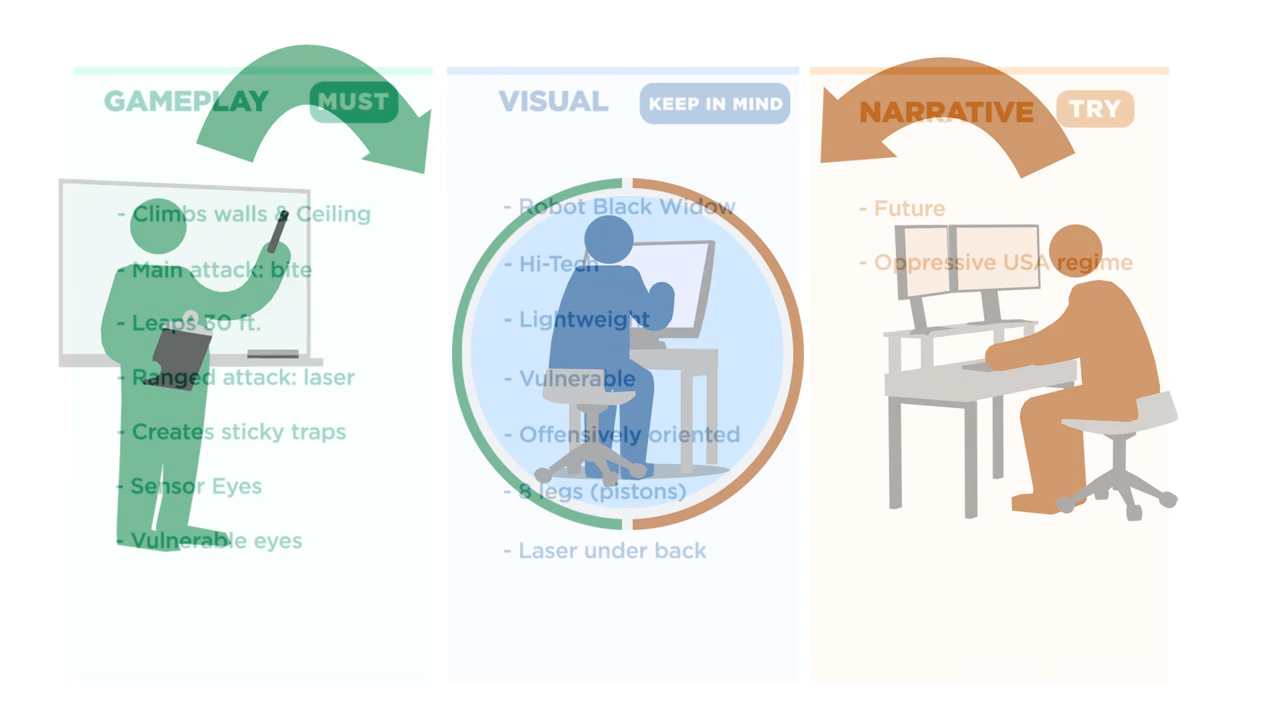 GAMEPLAY MUST
- Climbs walls & Ceiling
- Main attack: bite
- Leaps 30 ft.
- Ranged attack: laser
- Creates sticky traps
- Sensor Eyes
- Vulnerable eyes
VISUAL KEEP IN MIND
- Robot Black Widow
- Hi-Tech
- Lightweight
- Vulnerable
- Offensively oriented
- 8 legs (pistons)
- Laser under back
NARRATIVE TRY
- Future
- Oppressive USA regime